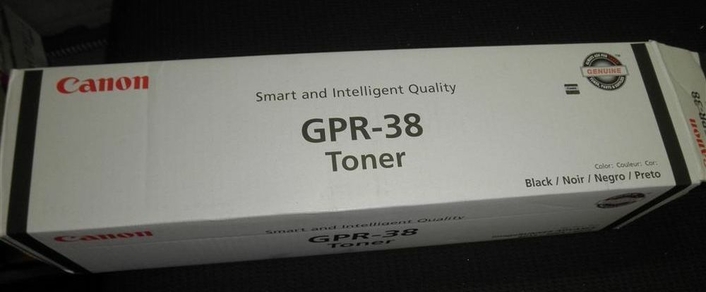 Canon
Smart and Intelligent Quality
GPR-38
Toner
GENUINE
Color: Couleur: Cor:
Black / Noir / Negro / Preto
Canon
Smart and Intelligent Quality
GPR-38
Toner